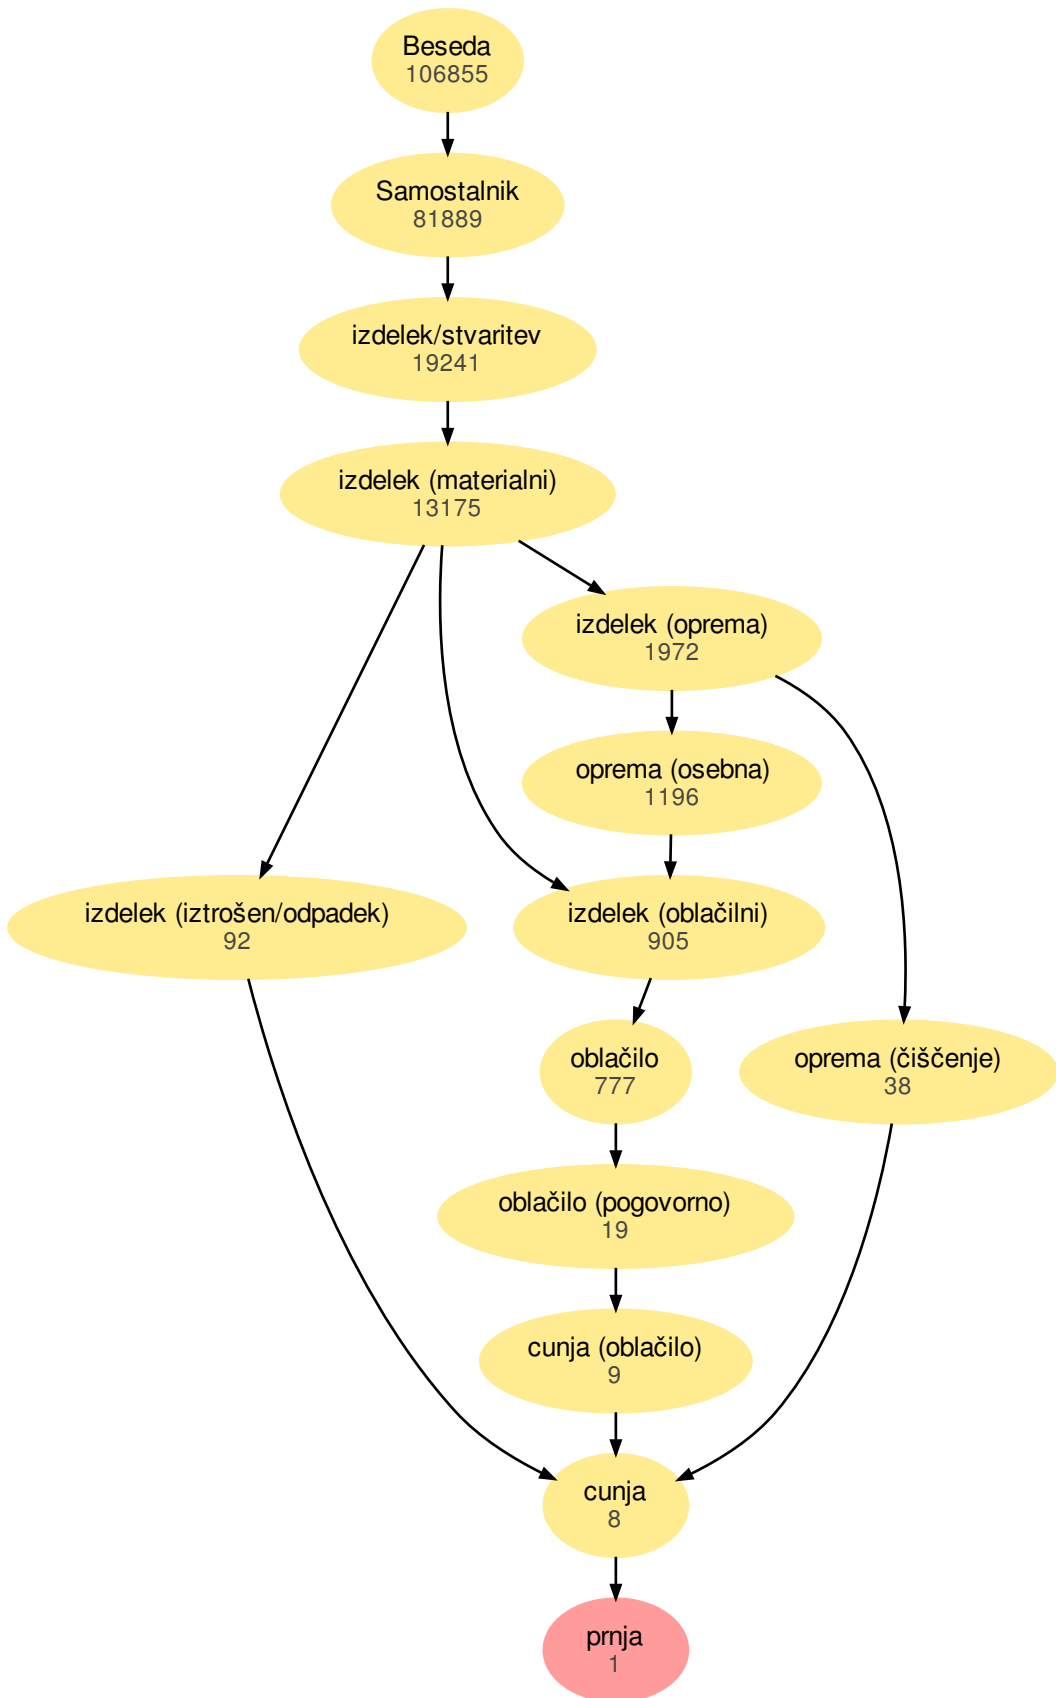 Beseda
106855
Samostalnik
81889
izdelek/stvaritev
19241
izdelek (materialni)
13175
izdelek (oprema)
1972
oprema (osebna)
1196
izdelek (iztrošen/odpadek)
92
izdelek (oblačilni)
905
oblačilo
777
oprema (čiščenje)
38
oblačilo (pogovorno)
19
cunja (oblačilo)
9
cunja
8
prnja
1